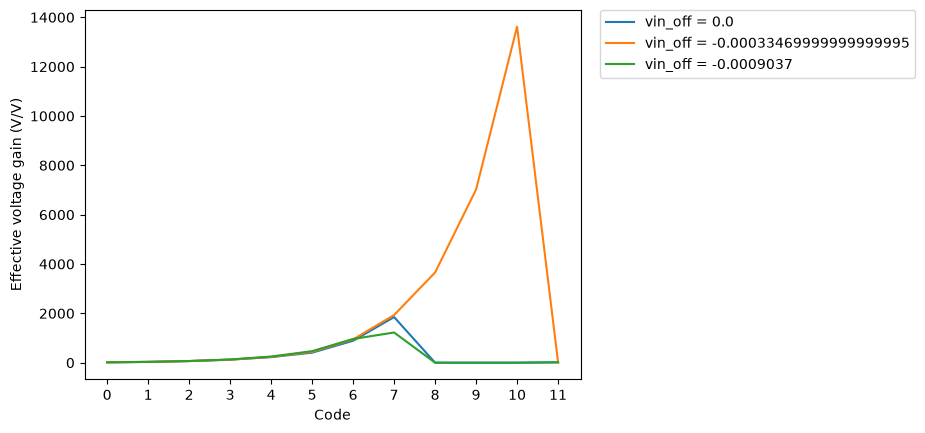 14000
12000
10000
8000
6000
4000
2000
0
Effective voltage gain (V/V)
0 1 2 3 4 5 6 7 8 9 10 11
Code
vin_off = 0.0
vin_off = -0.00033469999999999995
vin_off = -0.0009037